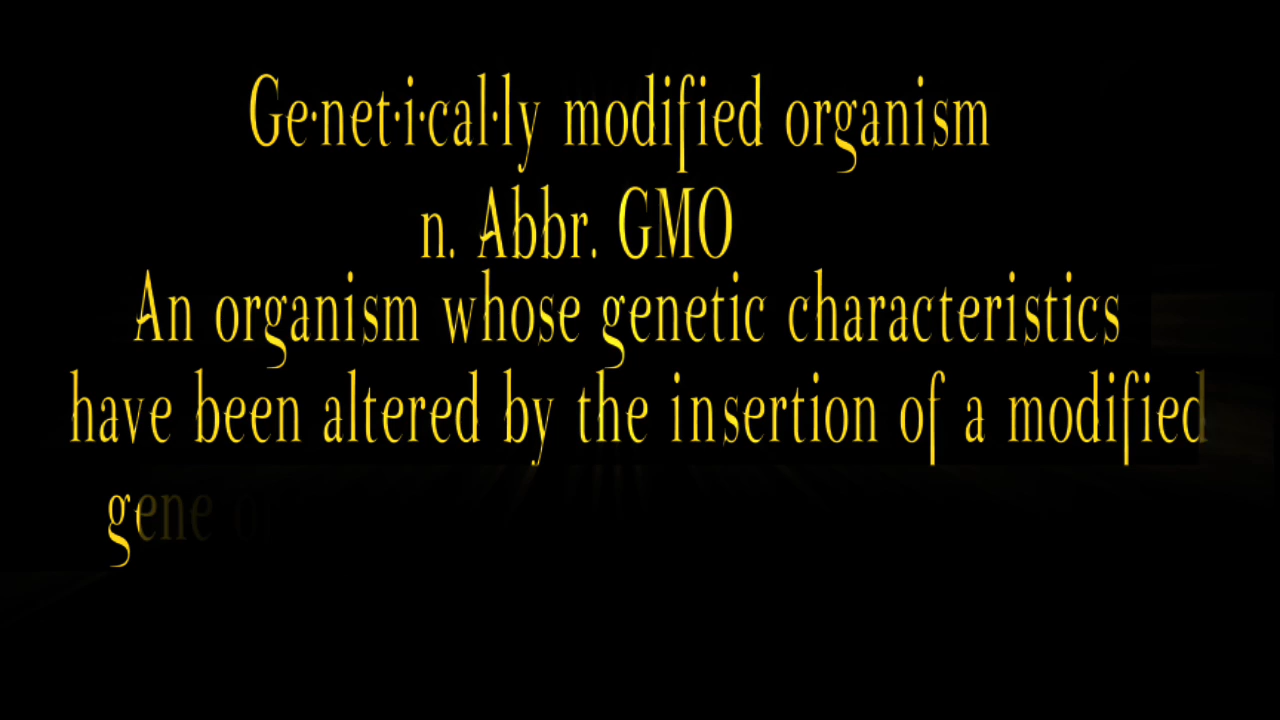 Ge·net·i·cal·ly modified organism
n. Abbr. GMO
An organism whose genetic characteristics
have been altered by the insertion of a modified
gene or